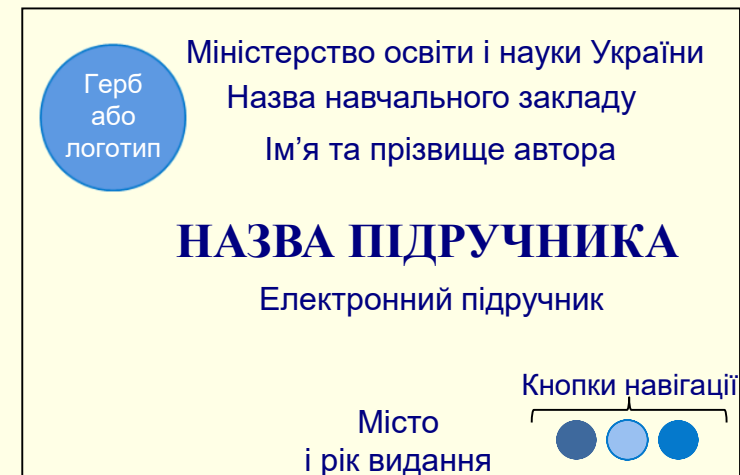 Міністерство освіти і науки України
Герб
або
логотип
Назва навчального закладу
Ім’я та прізвище автора
НАЗВА ПІДРУЧНИКА
Електронний підручник
Кнопки навігації
Місто
і рік видання